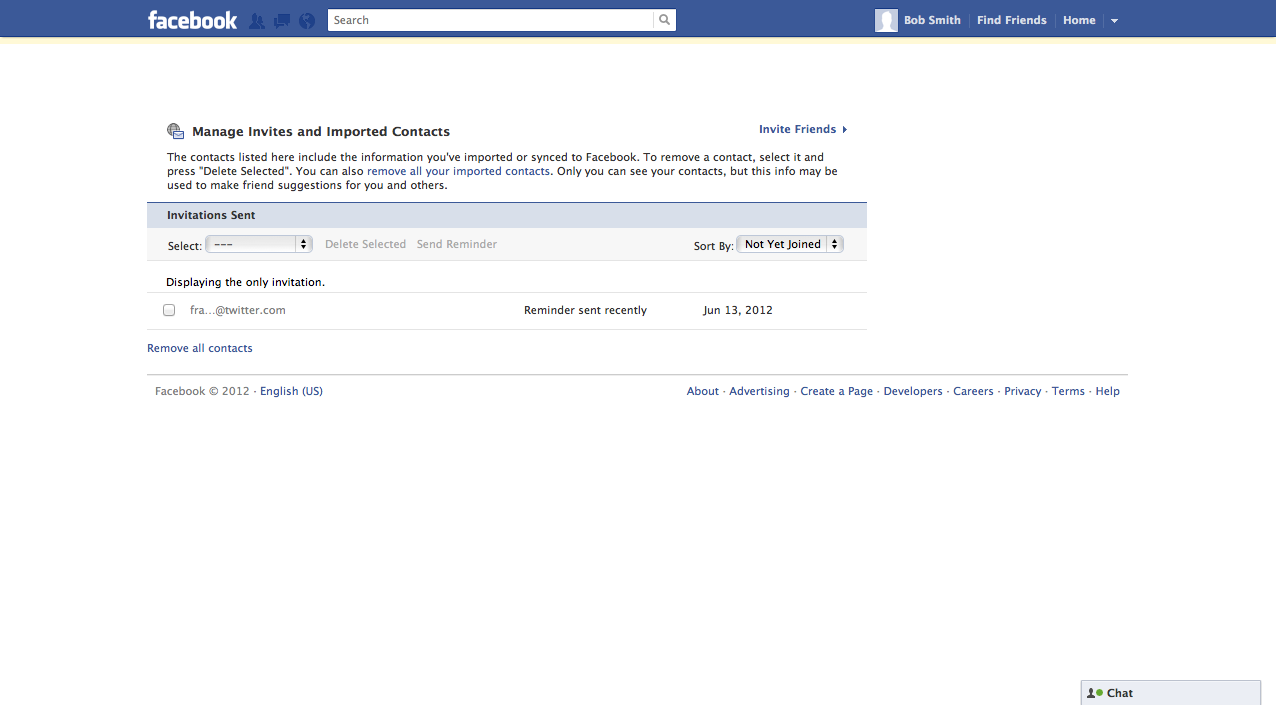 facebook Search Bob Smith Find Friends Home
Manage Invites and Imported Contacts Invite Friends
The contacts listed here include the information you've imported or synced to Facebook. To remove a contact, select it and
press "Delete Selected". You can also remove all your imported contacts. Only you can see your contacts, but this info may be
used to make friend suggestions for you and others.
Invitations Sent
Select: --- Delete Selected Send Reminder Sort By: Not Yet Joined
Displaying the only invitation.
fra...@twitter.com Reminder sent recently Jun 13, 2012
Remove all contacts
Facebook © 2012 · English (US) About · Advertising · Create a Page · Developers · Careers · Privacy · Terms · Help
Chat